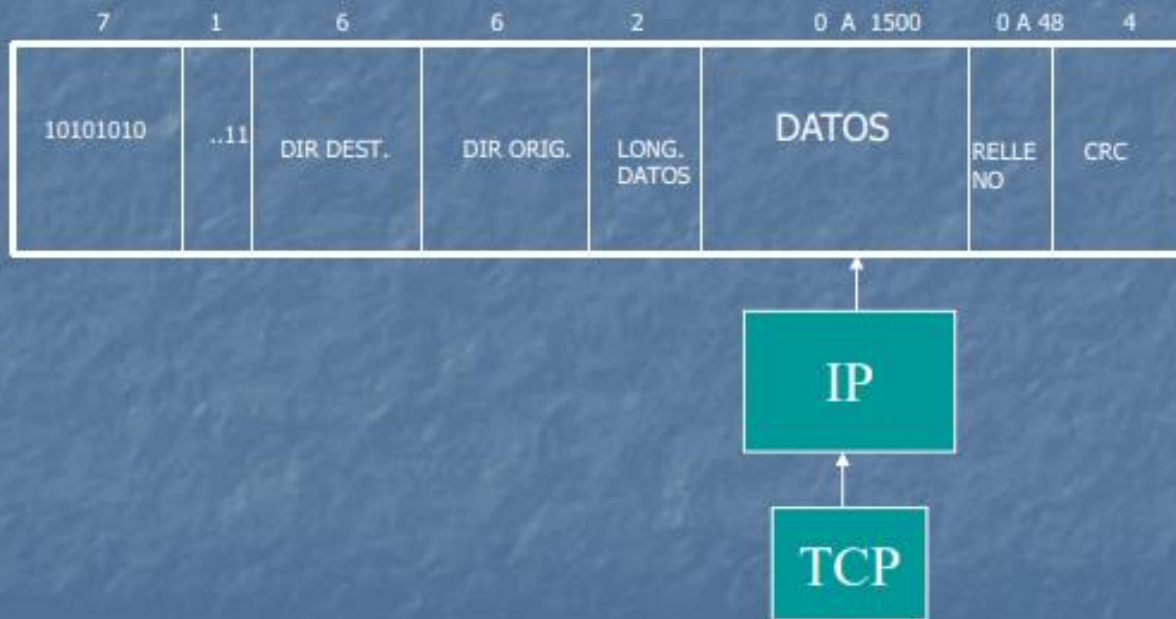 7 1 6 6 2 0 A 1500 0 A 48 4
10101010 ..11 DIR DEST. DIR ORIG. LONG. DATOS DATOS RELLE NO CRC
IP
TCP